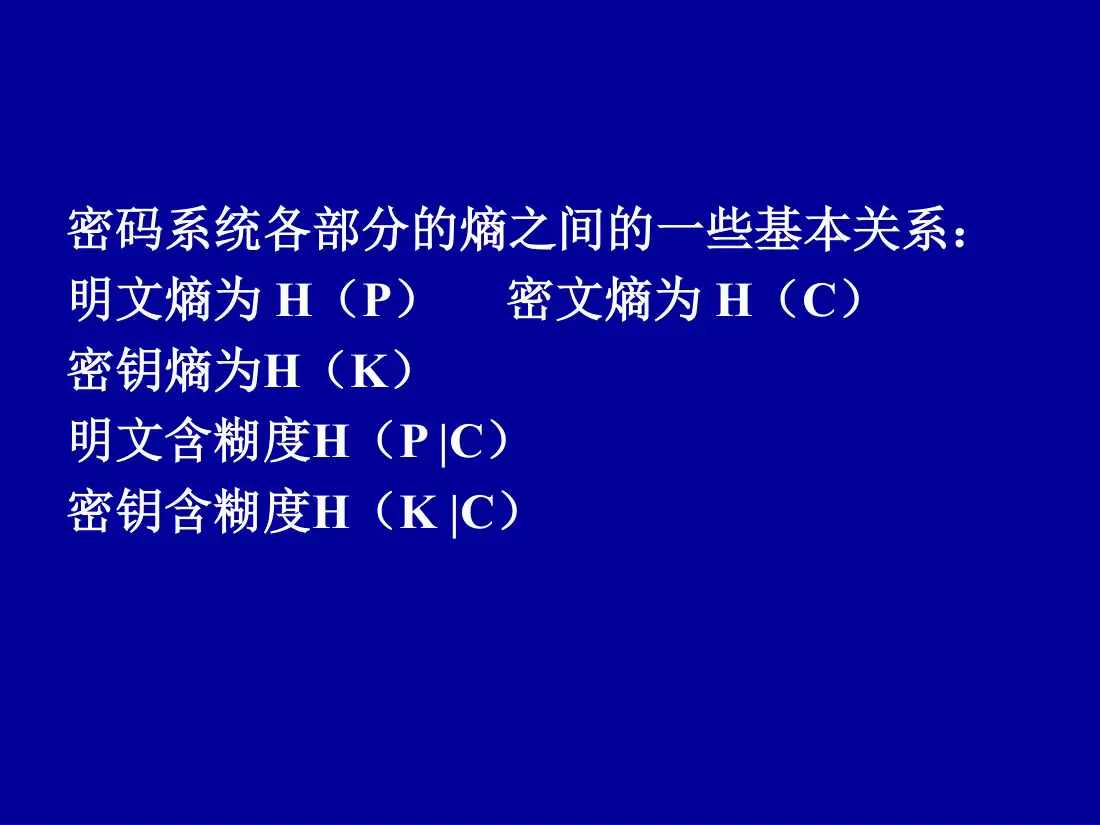 密码系统各部分的熵之间的一些基本关系：
明文熵为 H（P） 密文熵为 H（C）
密钥熵为H（K）
明文含糊度H（P |C）
密钥含糊度H（K |C）